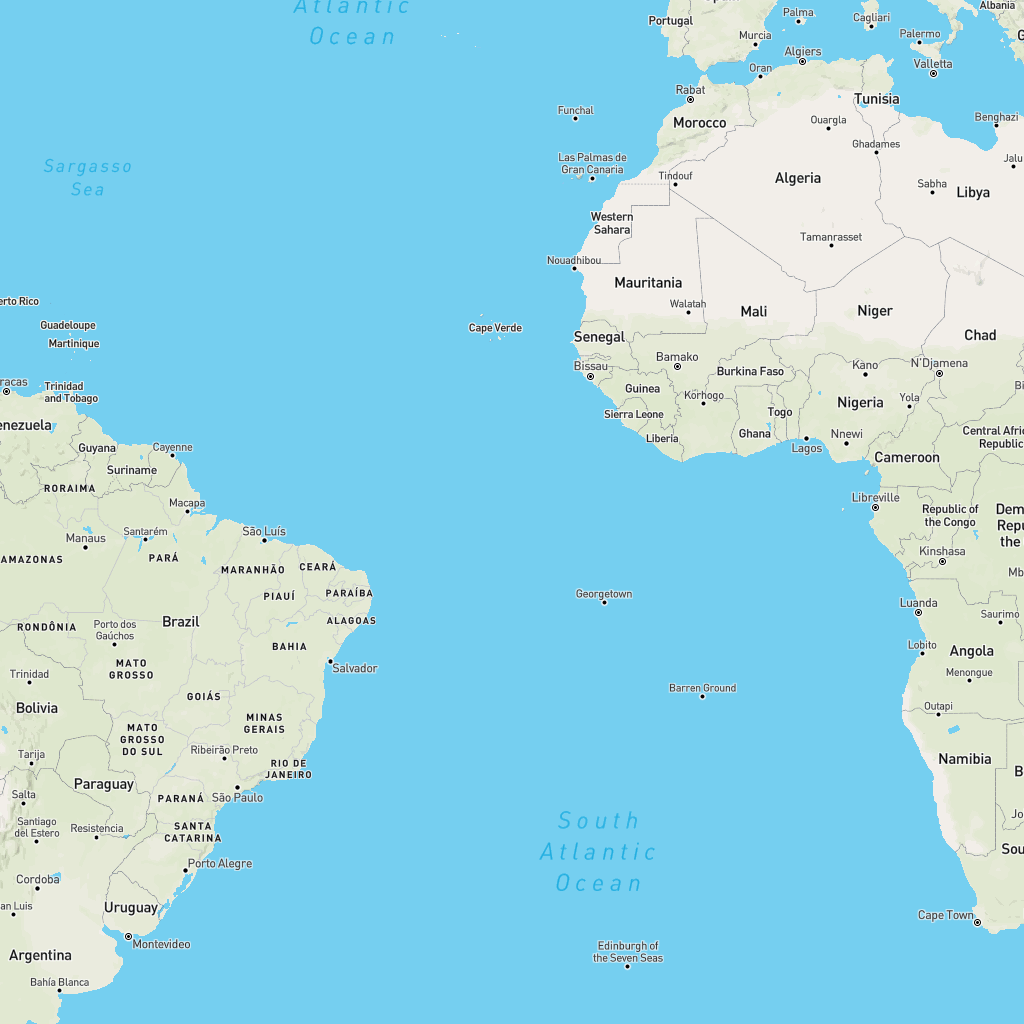 Atlantic
Ocean
Portugal
Palma
Cagliari
Albania
Murcia
Palermo
Oran
Algiers
Valletta
Rabat
Tunisia
Funchal
Morocco
Ouargla
Benghazi
Ghadames
Sargasso
Sea
Las Palmas de
Gran Canaria
Tindouf
Algeria
Sabha
Jalu
Libya
Western
Sahara
Tamanrasset
Nouadhibou
Mauritania
erto Rico
Walatah
Mali
Niger
Guadeloupe
Martinique
Cape Verde
Senegal
Chad
Bissau
Bamako
Burkina Faso
Kano
N'Djamena
racas
Trinidad
and Tobago
Guinea
Korhogo
Nigeria
Yola
Bi
enezuela
Sierra Leone
Togo
Liberia
Ghana
Lagos
Nnewi
Central Afri
Republic
Guyana
Cayenne
Suriname
Cameroon
RORAIMA
Macapa
Libreville
Republic of
the Congo
Dem
Repu
the
Manaus
Santarém
São Luís
AMAZONAS
PARÁ
MARANHÃO
CEARÁ
Kinshasa
Mb
PIAUÍ
PARAÍBA
Georgetown
Luanda
Saurimo
RONDÔNIA
Porto dos
Gaúchos
Brazil
ALAGOAS
BAHIA
Lobito
Angola
MATO
GROSSO
Salvador
Trinidad
Menongue
GOIÁS
Barren Ground
Bolivia
Outapi
MINAS
GERAIS
MATO
GROSSO
DO SUL
Tarija
Ribeirão Preto
RIO DE
JANEIRO
Namibia
B
Paraguay
Salta
PARANÁ
São Paulo
Jo
Santiago
del Estero
Resistencia
SANTA
CATARINA
South
Atlantic
Ocean
Sou
Porto Alegre
Cordoba
an Luis
Uruguay
Cape Town
Montevideo
Argentina
Edinburgh of
the Seven Seas
Bahía Blanca